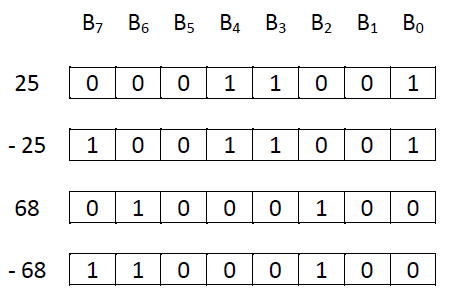 B₇ B₆ B₅ B₄ B₃ B₂ B₁ B₀
25 0 0 0 1 1 0 0 1
- 25 1 0 0 1 1 0 0 1
68 0 1 0 0 0 1 0 0
- 68 1 1 0 0 0 1 0 0